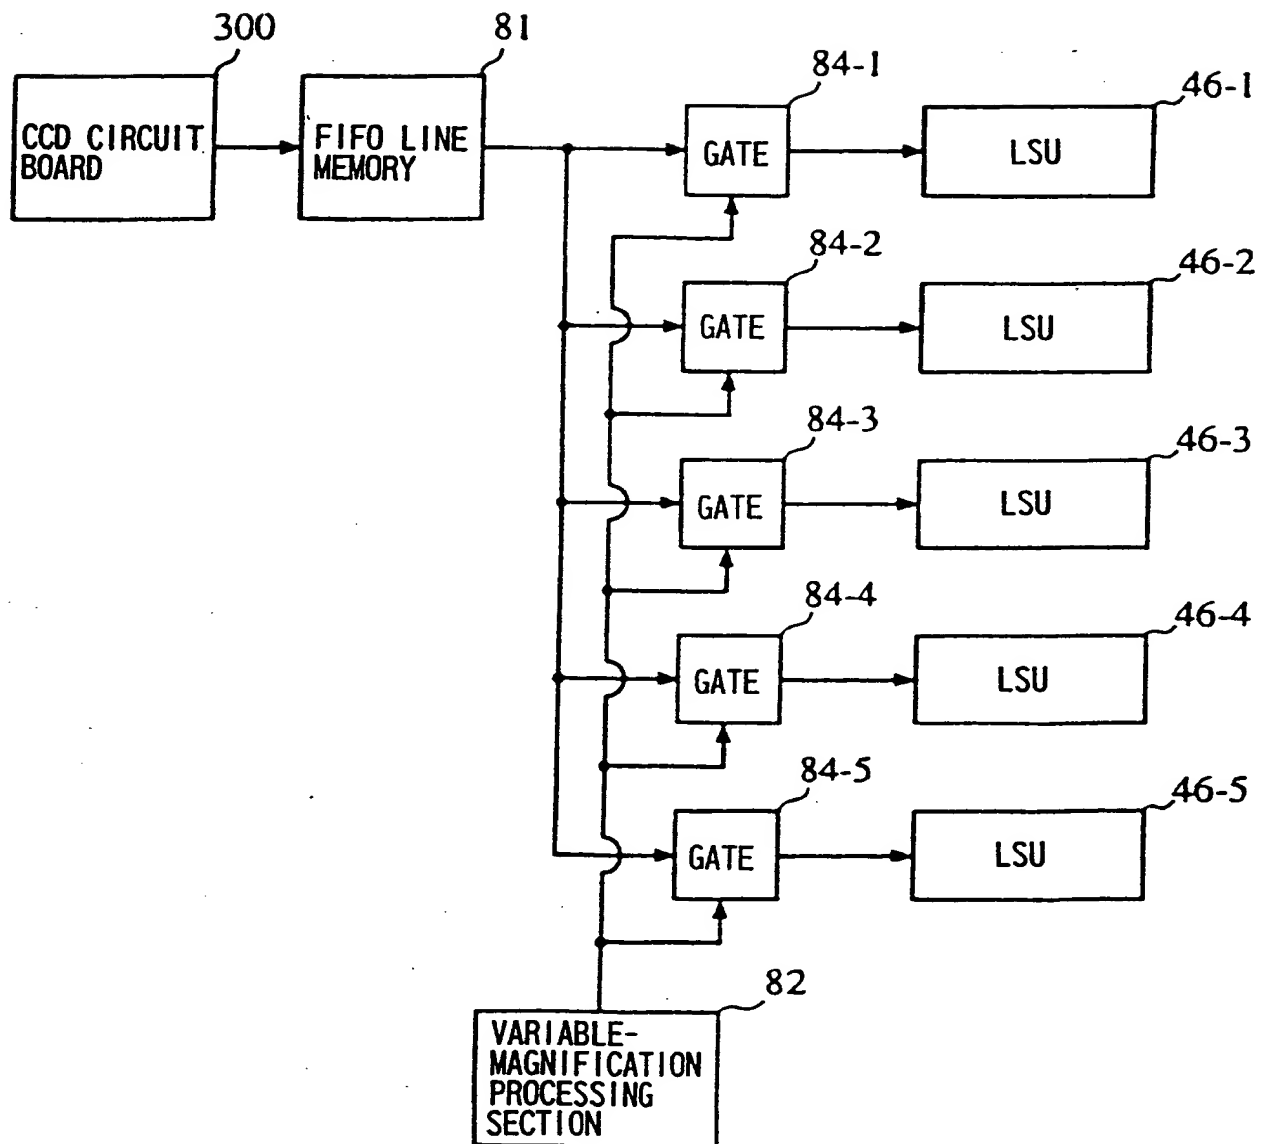 300
81
CCD CIRCUIT
BOARD
FIFO LINE
MEMORY
84-1
GATE
46-1
LSU
84-2
GATE
46-2
LSU
84-3
GATE
46-3
LSU
84-4
GATE
46-4
LSU
84-5
GATE
46-5
LSU
82
VARIABLE-
MAGNIFICATION
PROCESSING
SECTION